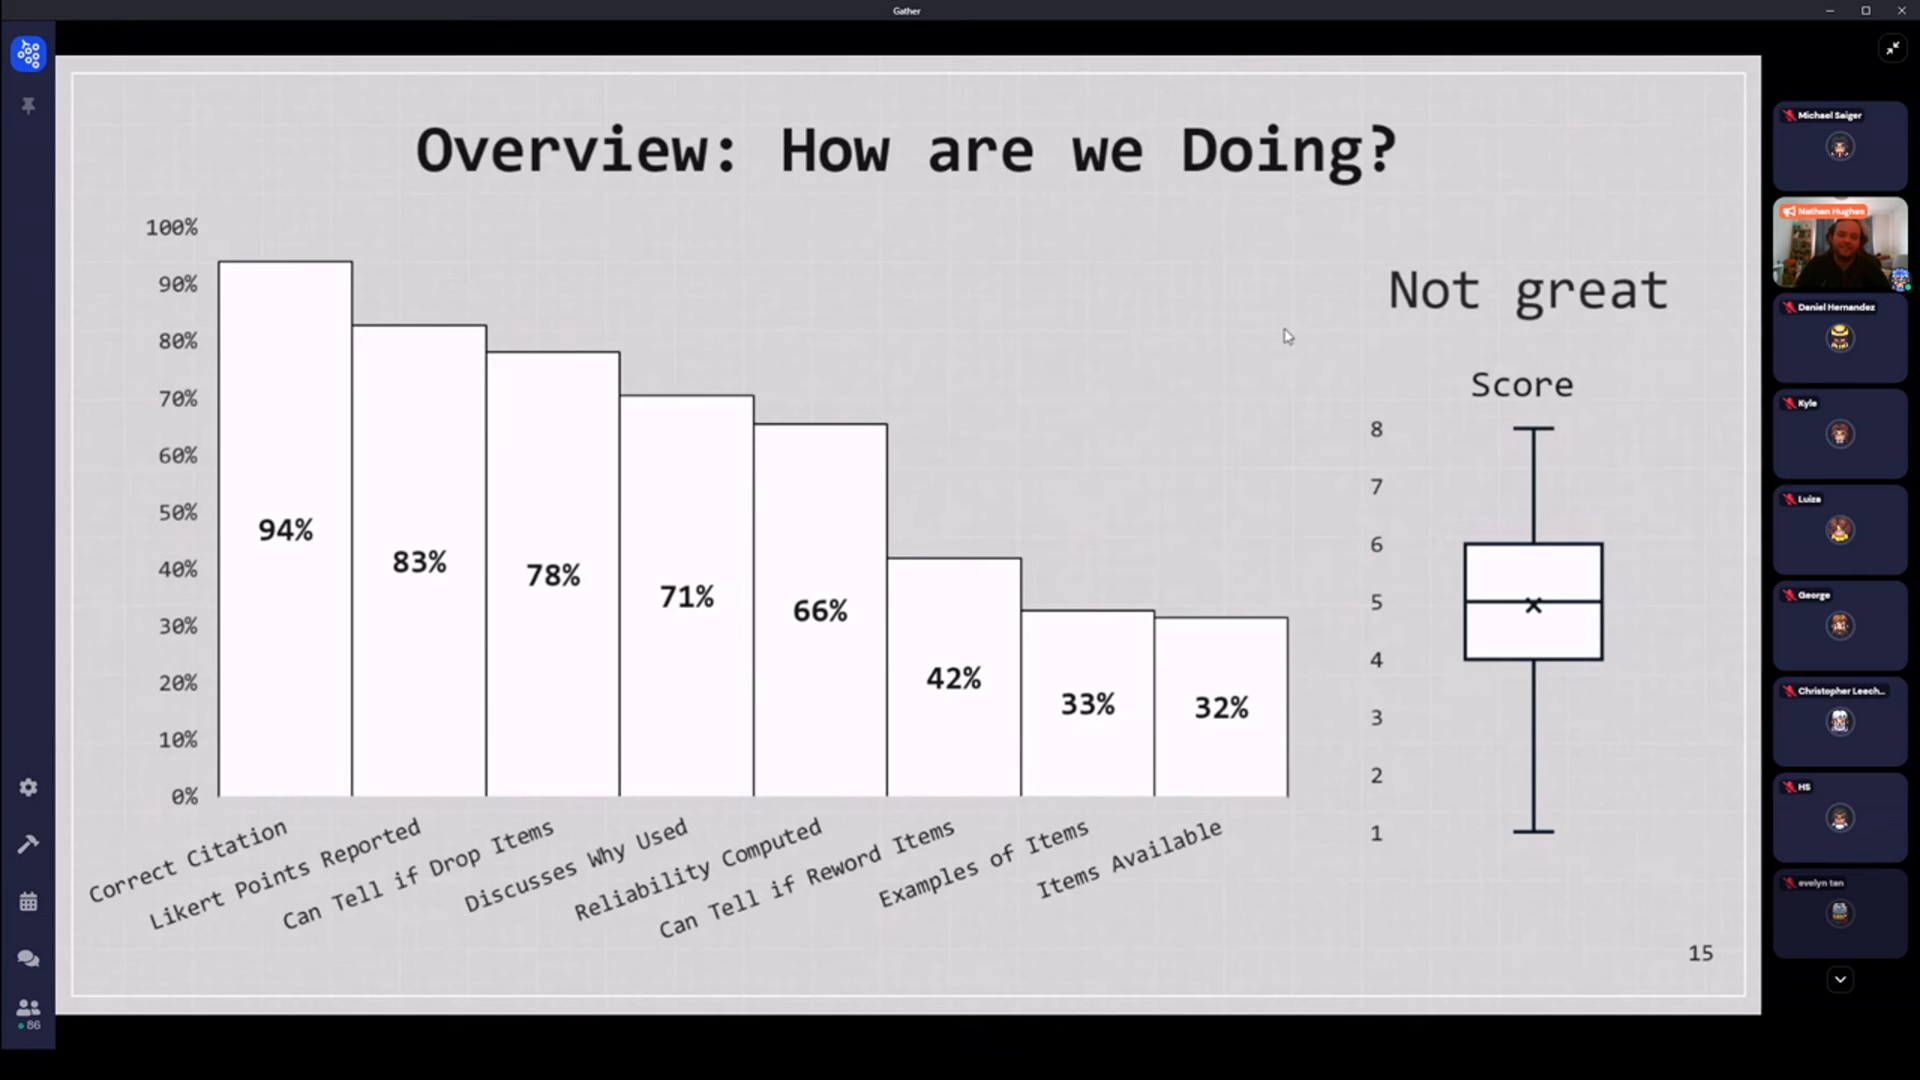 Gather
Overview: How are we Doing?
100%
90%
80%
70%
60%
50%
40%
30%
20%
10%
0%
94%
83%
78%
71%
66%
42%
33%
32%
Correct Citation
Likert Points Reported
Can Tell if Drop Items
Discusses Why Used
Reliability Computed
Can Tell if Reword Items
Examples of Items
Items Available
Not great
Score
8
7
6
5
4
3
2
1
15
Michael Saiger
Nathan Hughes
Daniel Hernandez
Kyle
Luiza
George
Christopher Leech...
HS
evelyn tan
86